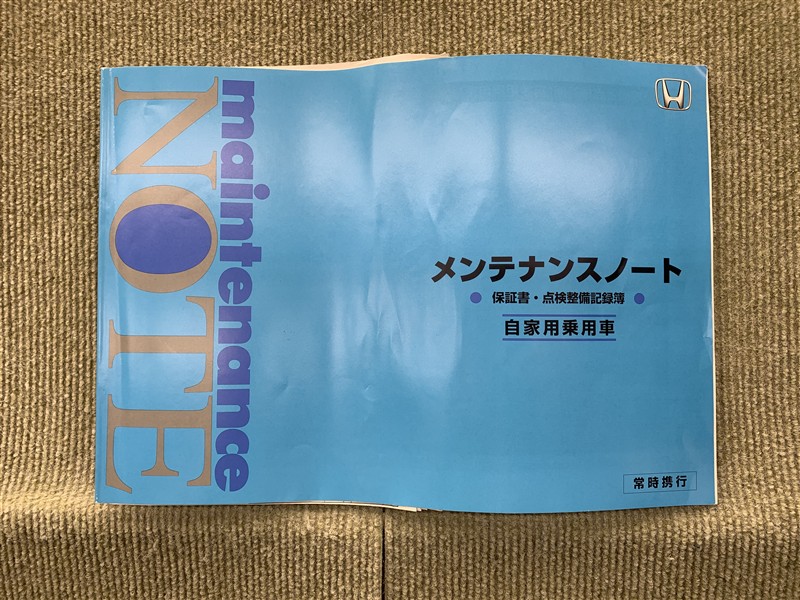 maintenance
NOTE
メンテナンスノート
● 保証書・点検整備記録簿 ●
自家用乗用車
常時携行